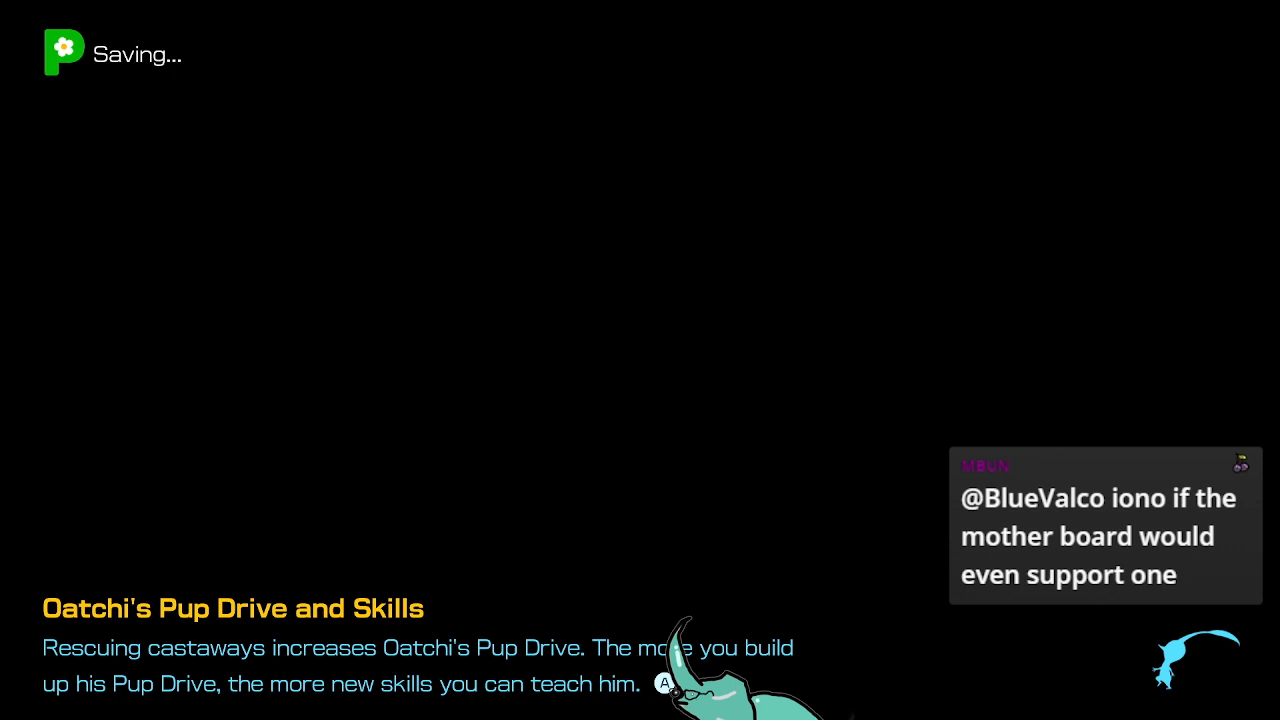 P Saving...
MBUN
@BlueValco iono if the
mother board would
even support one
Oatchi's Pup Drive and Skills
Rescuing castaways increases Oatchi's Pup Drive. The more you build
up his Pup Drive, the more new skills you can teach him. A